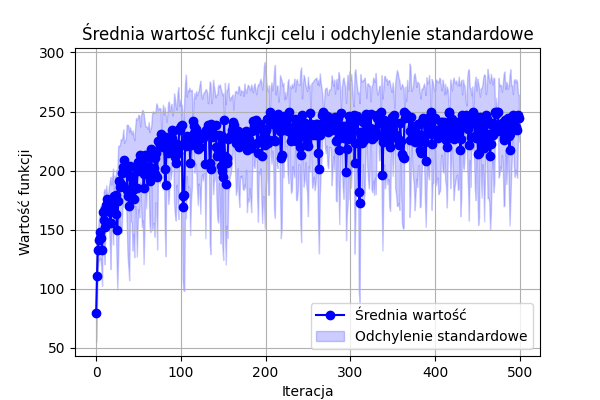 Średnia wartość funkcji celu i odchylenie standardowe
300
250
200
150
100
50
Wartość funkcji
0
100
200
300
400
500
Iteracja
Średnia wartość
Odchylenie standardowe